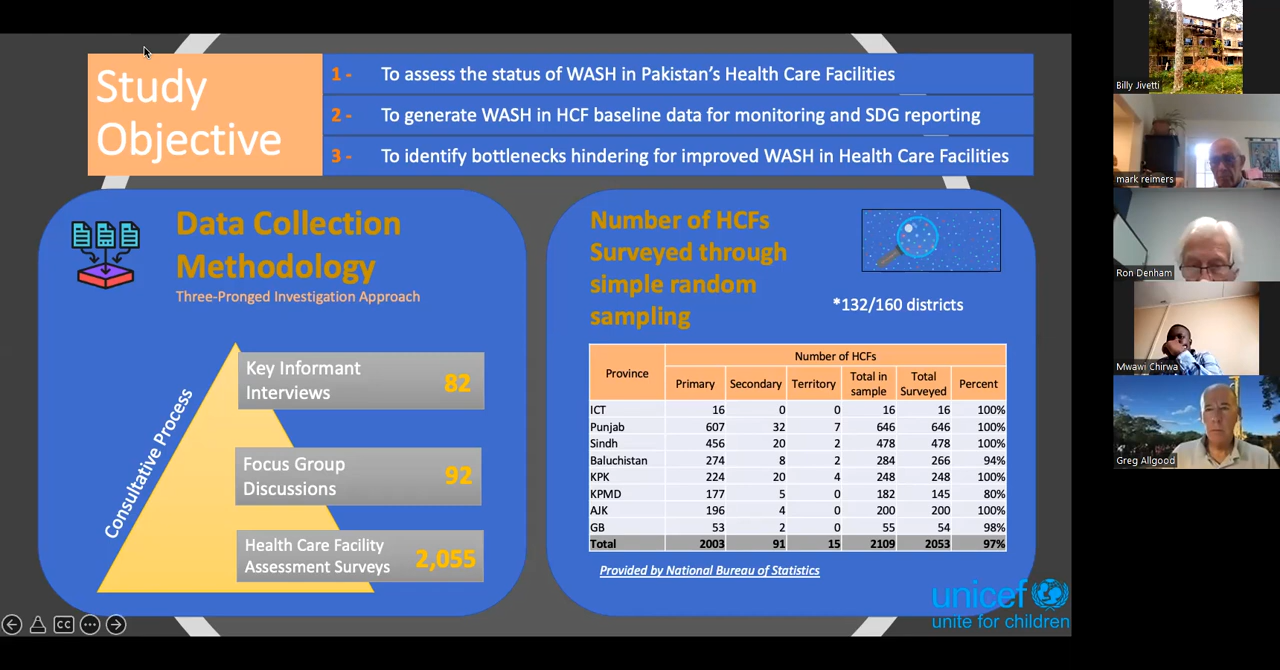 Study
Objective
1 - To assess the status of WASH in Pakistan's Health Care Facilities
2 - To generate WASH in HCF baseline data for monitoring and SDG reporting
3 - To identify bottlenecks hindering for improved WASH in Health Care Facilities
Data Collection
Methodology
Three-Pronged Investigation Approach
Consultative Process
Key Informant
Interviews 82
Focus Group
Discussions 92
Health Care Facility
Assessment Surveys 2,055
Number of HCFs
Surveyed through
simple random
sampling
*132/160 districts
Province Number of HCFs
Primary Secondary Territory Total in sample Total Surveyed Percent
ICT 16 0 0 16 16 100%
Punjab 607 32 7 646 646 100%
Sindh 456 20 2 478 478 100%
Baluchistan 274 8 2 284 266 94%
KPK 224 20 4 248 248 100%
KPMD 177 5 0 182 145 80%
AJK 196 4 0 200 200 100%
GB 53 2 0 55 54 98%
Total 2003 91 15 2109 2053 97%
Provided by National Bureau of Statistics
unicef
unite for children
CC
Billy Jivetti
mark reimers
Ron Denham
Mwawi Chirwa
Greg Allgood